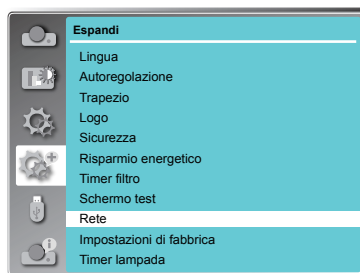 Espandi
Lingua
Autoregolazione
Trapezio
Logo
Sicurezza
Risparmio energetico
Timer filtro
Schermo test
Rete
Impostazioni di fabbrica
Timer lampada